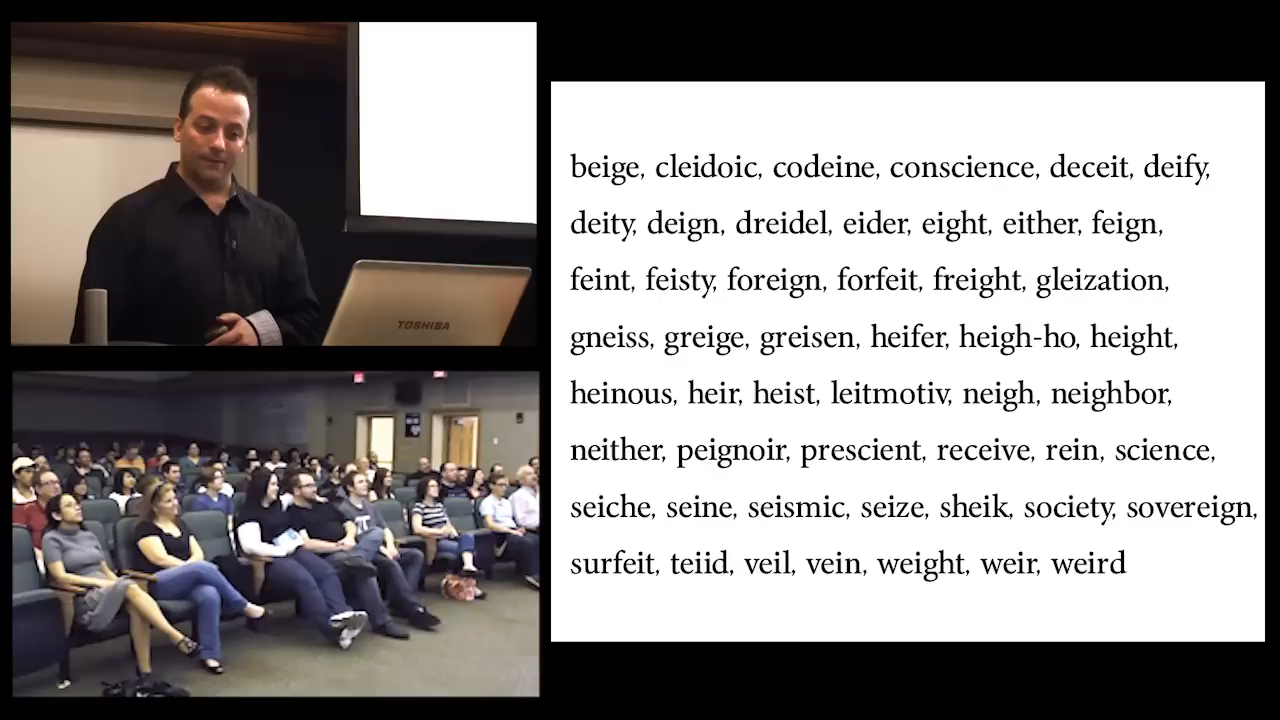 TOSHIBA
beige, cleidoic, codeine, conscience, deceit, deify,
deity, deign, dreidel, eider, eight, either, feign,
feint, feisty, foreign, forfeit, freight, gleization,
gneiss, greige, greisen, heifer, heigh-ho, height,
heinous, heir, heist, leitmotiv, neigh, neighbor,
neither, peignoir, prescient, receive, rein, science,
seiche, seine, seismic, seize, sheik, society, sovereign,
surfeit, teiid, veil, vein, weight, weir, weird